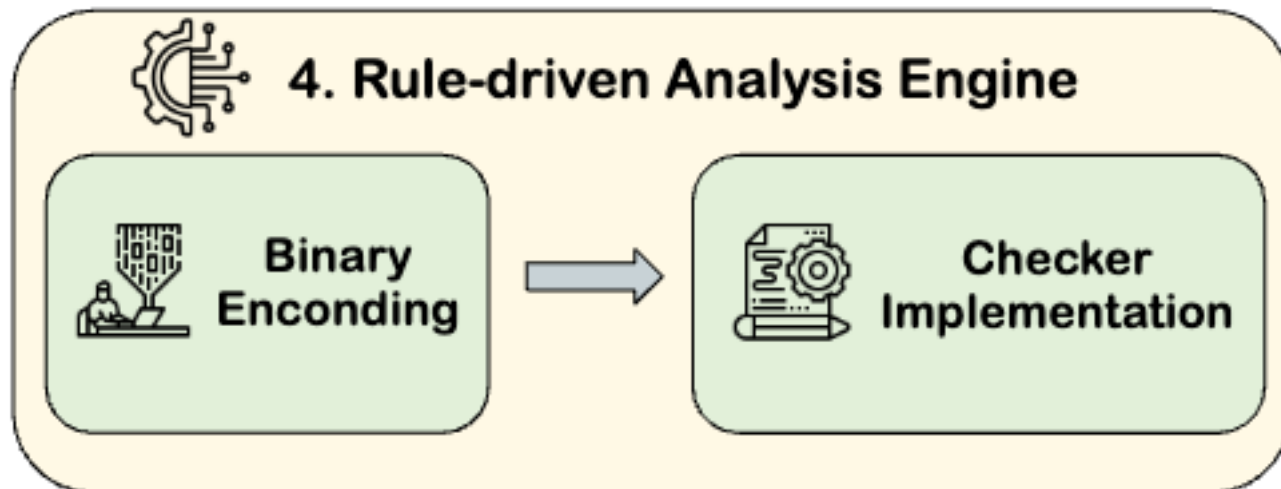 4. Rule-driven Analysis Engine
Binary
Enconding
Checker
Implementation